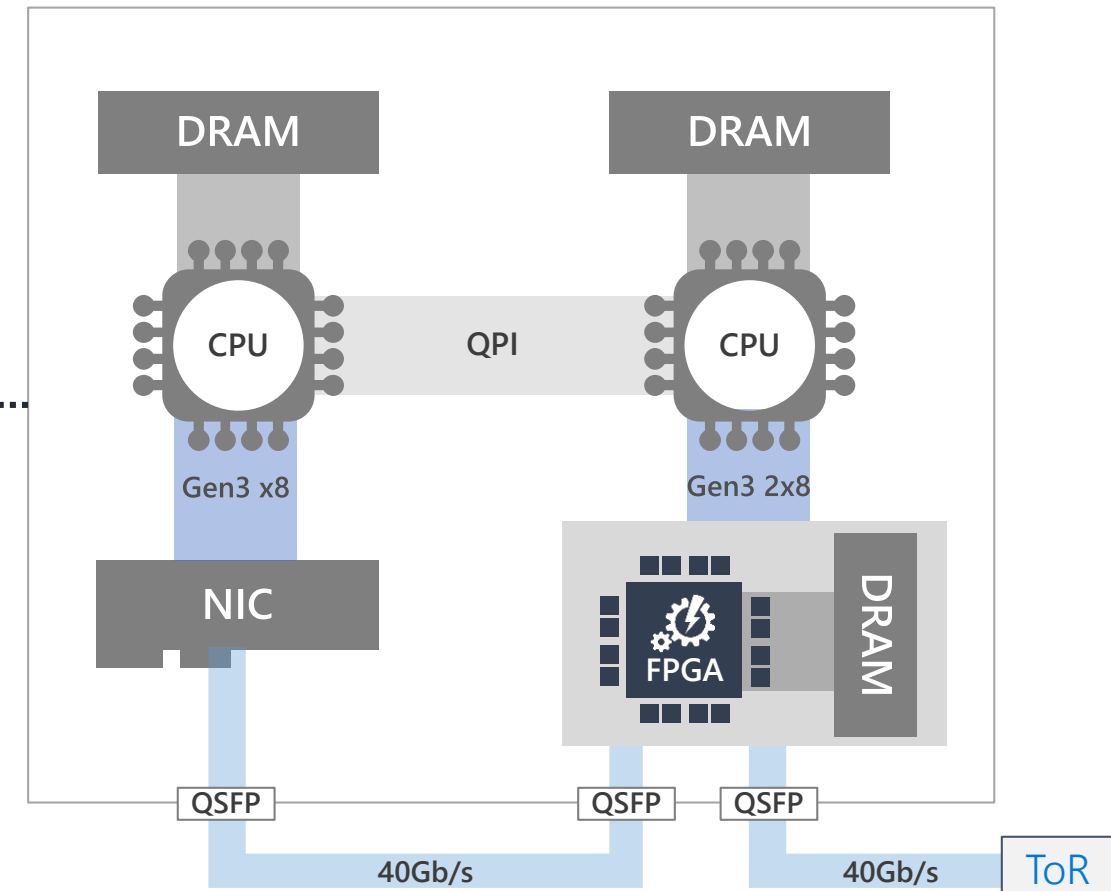 DRAM
DRAM
CPU
QPI
CPU
Gen3 x8
Gen3 2x8
NIC
FPGA
DRAM
QSFP
QSFP
QSFP
40Gb/s
40Gb/s
ToR